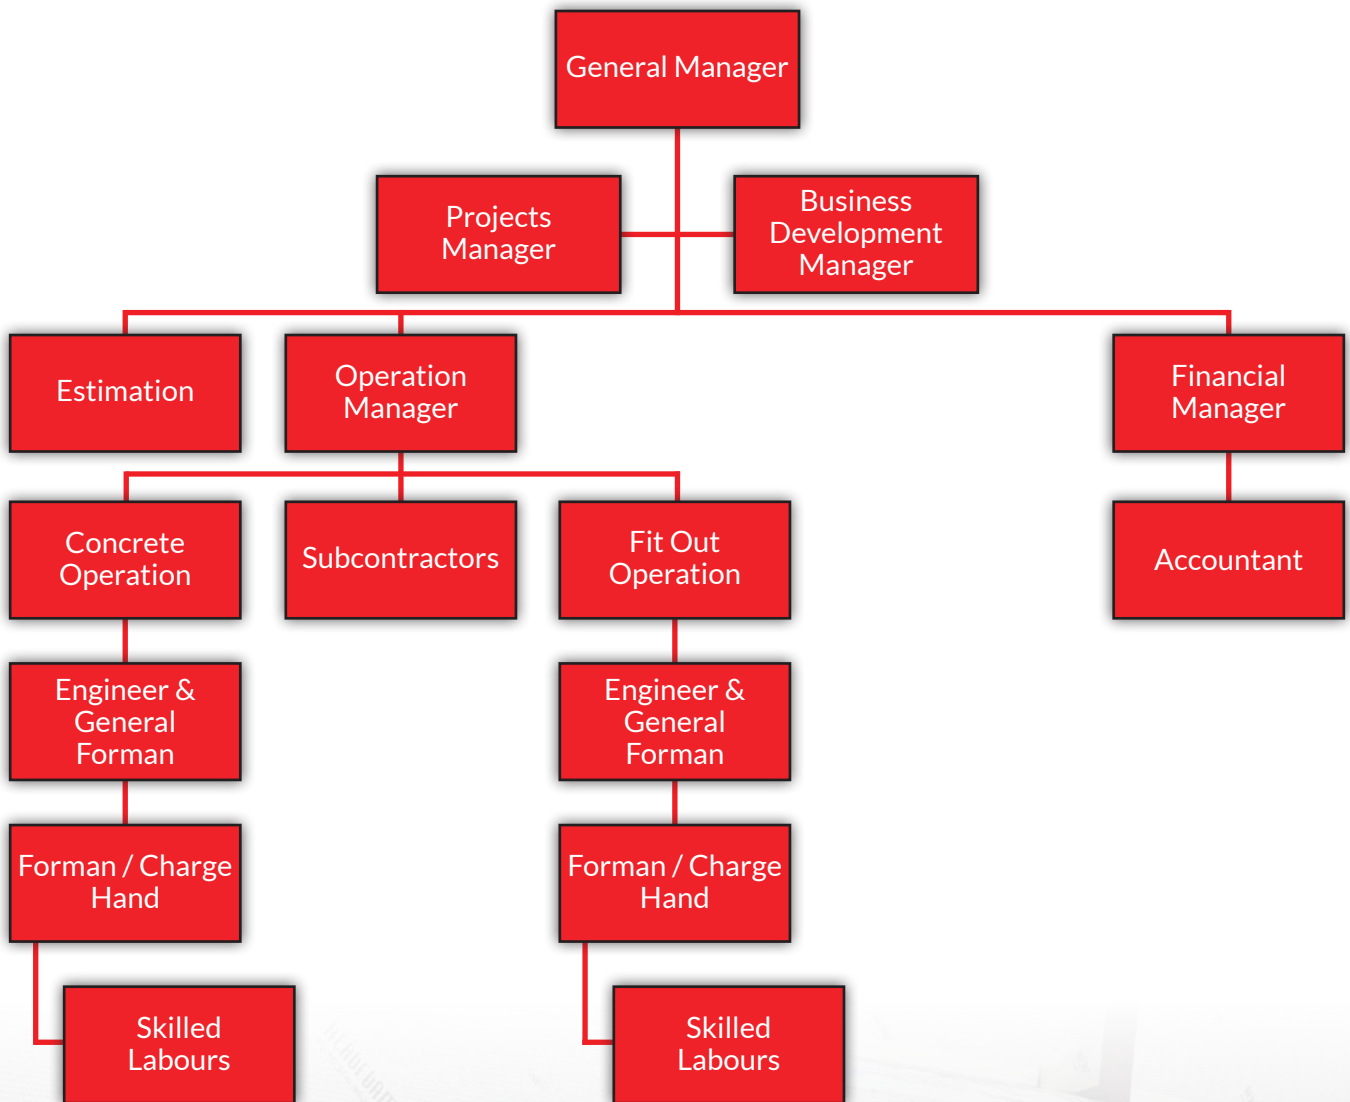 General Manager
Projects
Manager
Business
Development
Manager
Estimation
Operation
Manager
Financial
Manager
Concrete
Operation
Subcontractors
Fit Out
Operation
Accountant
Engineer &
General
Forman
Engineer &
General
Forman
Forman / Charge
Hand
Forman / Charge
Hand
Skilled
Labours
Skilled
Labours